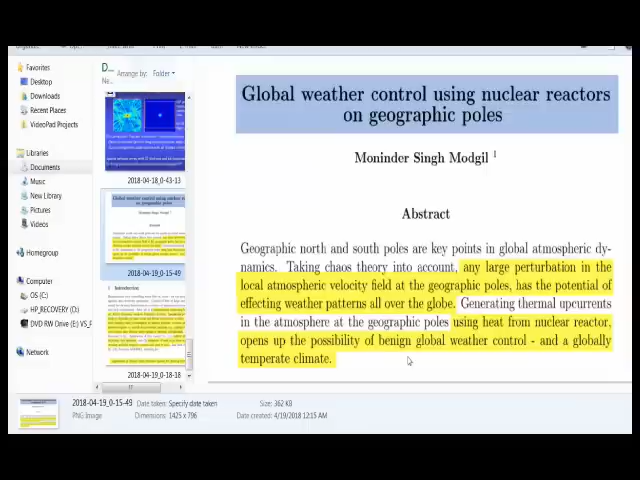 Favorites
Desktop
Downloads
Recent Places
VideoPad Projects
Libraries
Documents
Music
New Library
Pictures
Videos
Homegroup
Computer
OS (C:)
HP_RECOVERY (D:)
DVD RW Drive (E:) VS_F
Network
D...
Arrange by: Folder
2018-04-18_0-43-13
2018-04-19_0-15-49
2018-04-19_0-18-18
Global weather control using nuclear reactors
on geographic poles
Moninder Singh Modgil 1
Abstract
Geographic north and south poles are key points in global atmospheric dy-
namics. Taking chaos theory into account, any large perturbation in the
local atmospheric velocity field at the geographic poles, has the potential of
effecting weather patterns all over the globe. Generating thermal upcurrents
in the atmosphere at the geographic poles using heat from nuclear reactor,
opens up the possibility of benign global weather control - and a globally
temperate climate.
2018-04-19_0-15-49 Date taken: Specify date taken Size: 362 KB
PNG Image Dimensions: 1425 x 796 Date created: 4/19/2018 12:15 AM